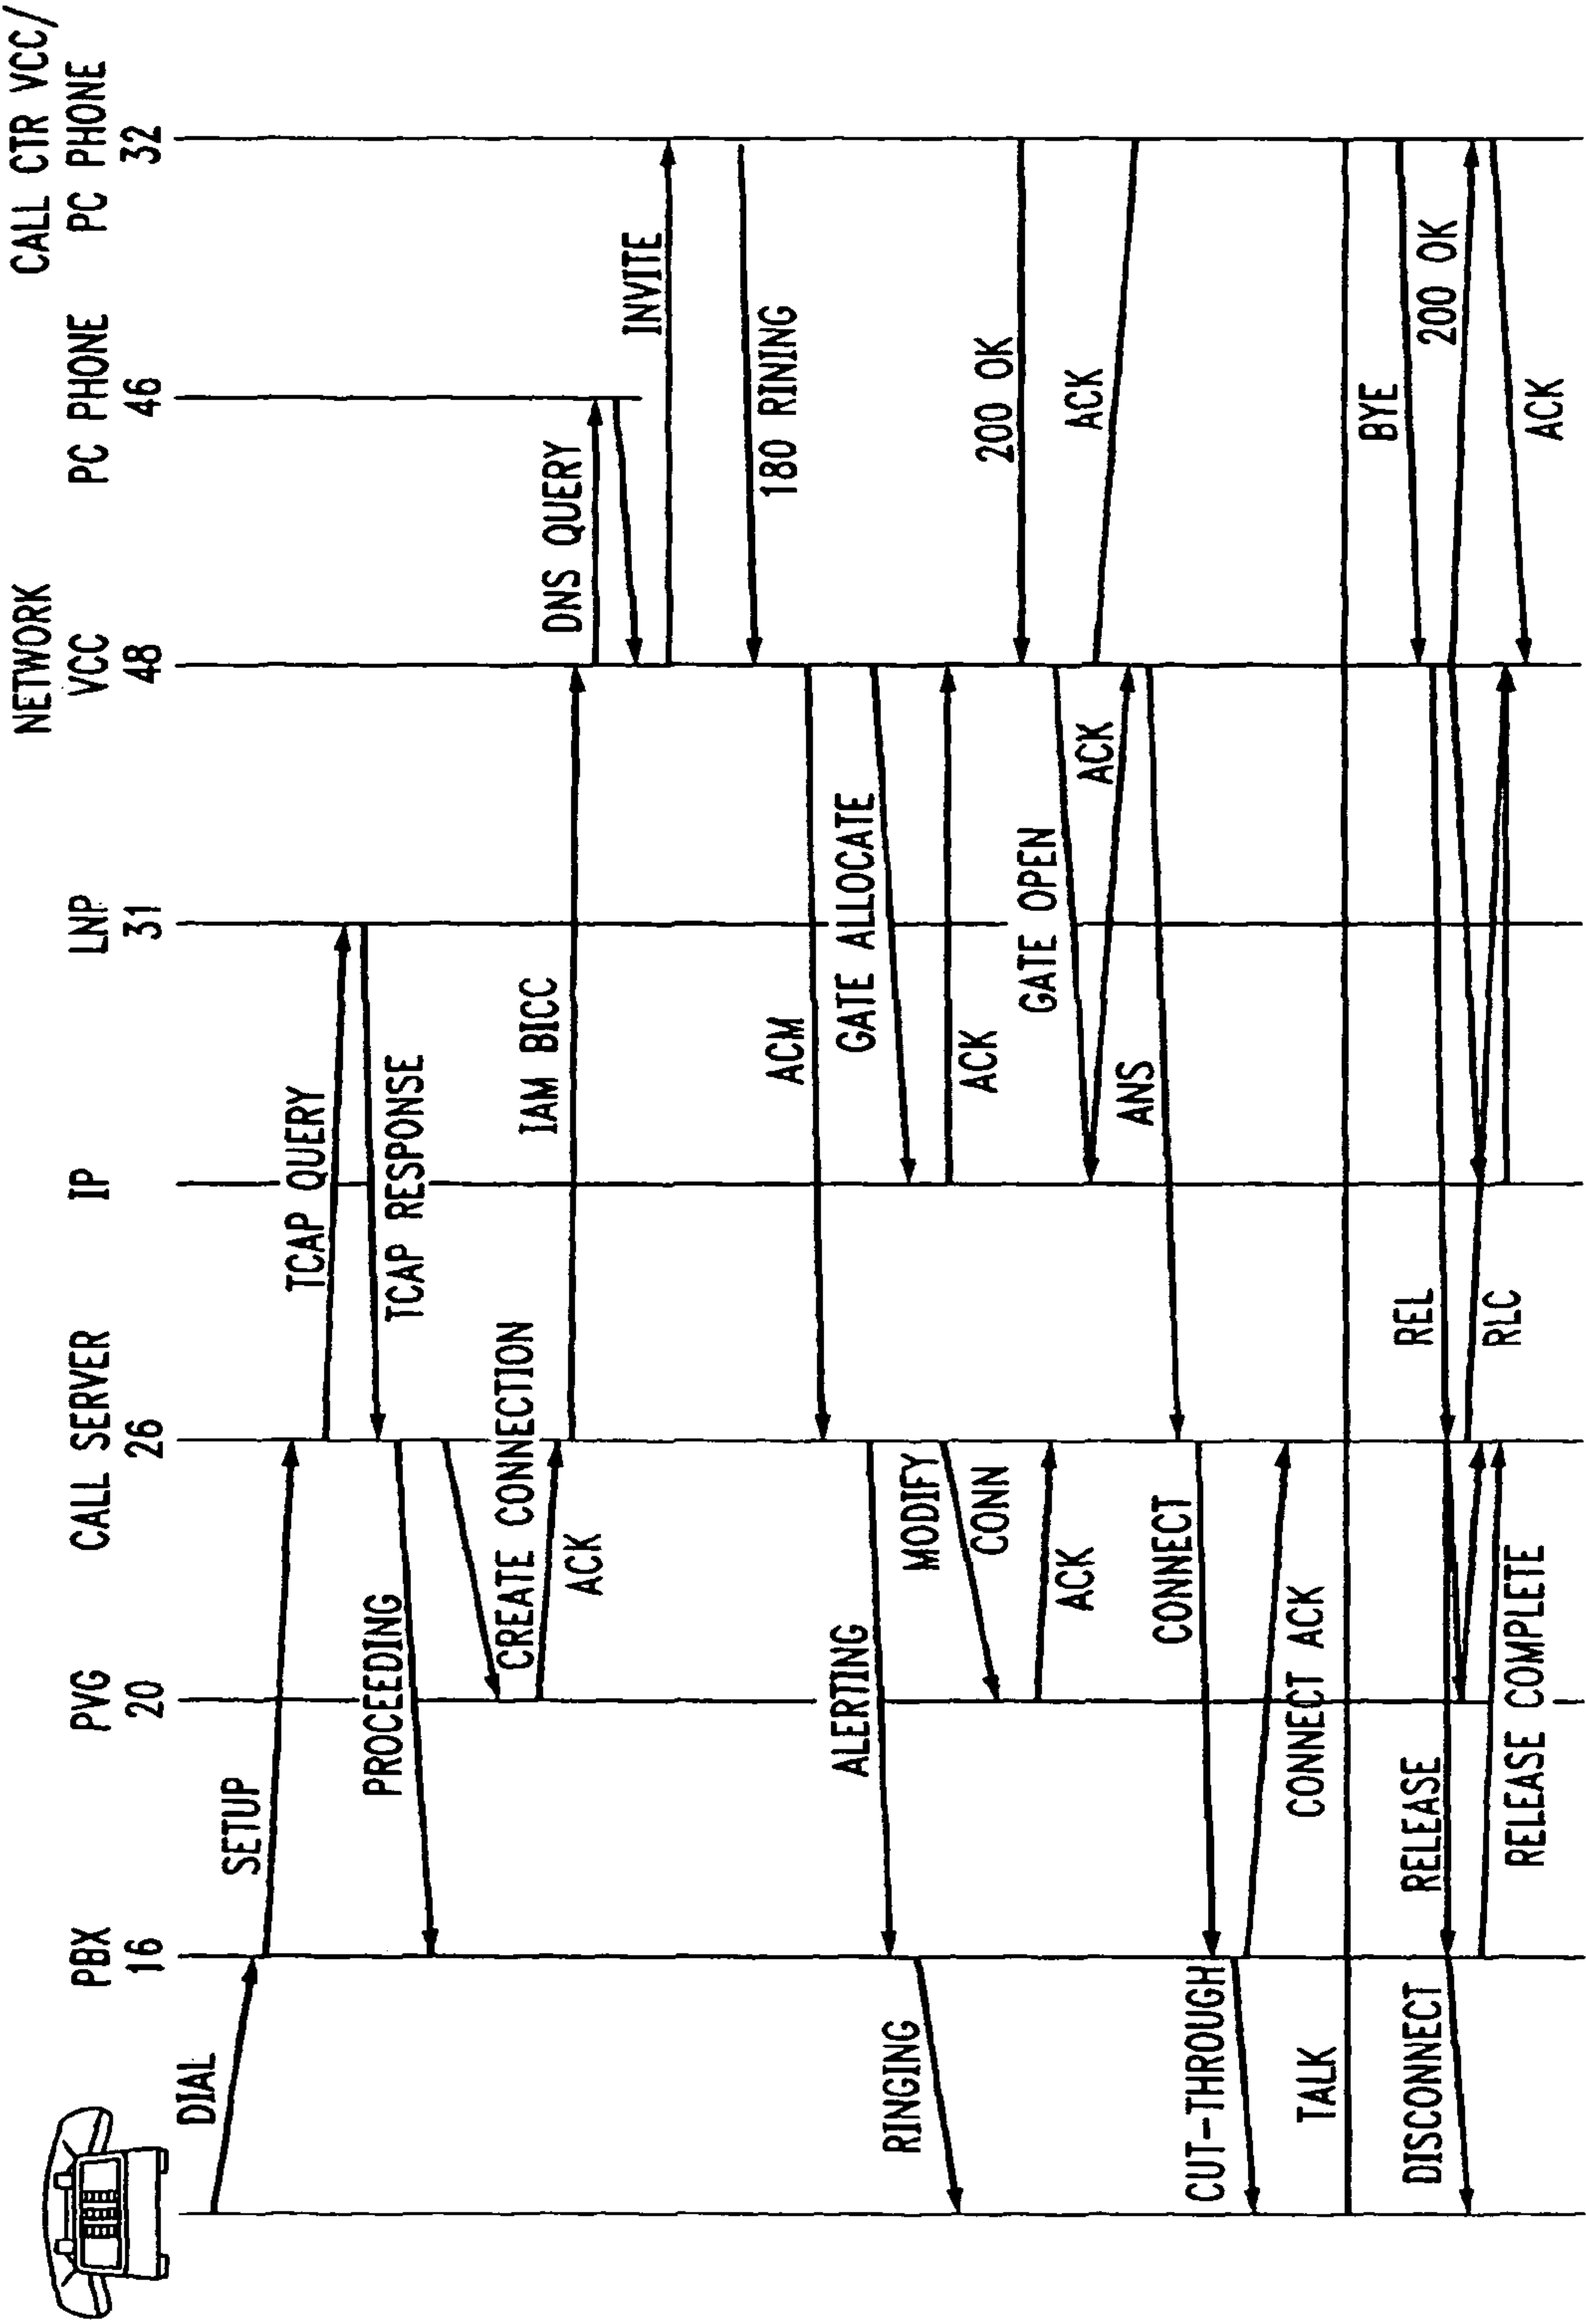 PBX
16
PVG
20
CALL SERVER
26
IP
LNP
31
NETWORK
VCC
48
PC PHONE
46
CALL CTR VCC/
PC PHONE PC PHONE
32
DIAL
SETUP
TCAP QUERY
TCAP RESPONSE
PROCEEDING
CREATE CONNECTION
ACK
IAM BICC
DNS QUERY
INVITE
180 RINING
ACM
ALERTING
GATE ALLOCATE
RINGING
MODIFY
CONN
ACK
ACK
200 OK
GATE OPEN
ACK
ACK
ANS
CONNECT
CUT-THROUGH
CONNECT ACK
TALK
BYE
REL
200 OK
RELEASE
DISCONNECT
RLC
RELEASE COMPLETE
ACK